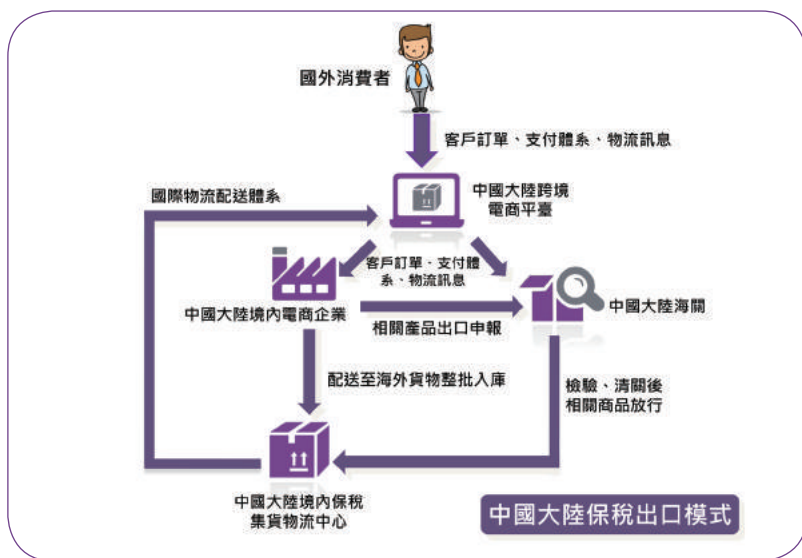 國外消費者
客戶訂單、支付體系、物流訊息
國際物流配送體系
中國大陸跨境
電商平臺
客戶訂單、支付體
系、物流訊息
中國大陸境內電商企業
相關產品出口申報
中國大陸海關
配送至海外貨物整批入庫
檢驗、清關後
相關商品放行
中國大陸境內保稅
集貨物流中心
中國大陸保稅出口模式